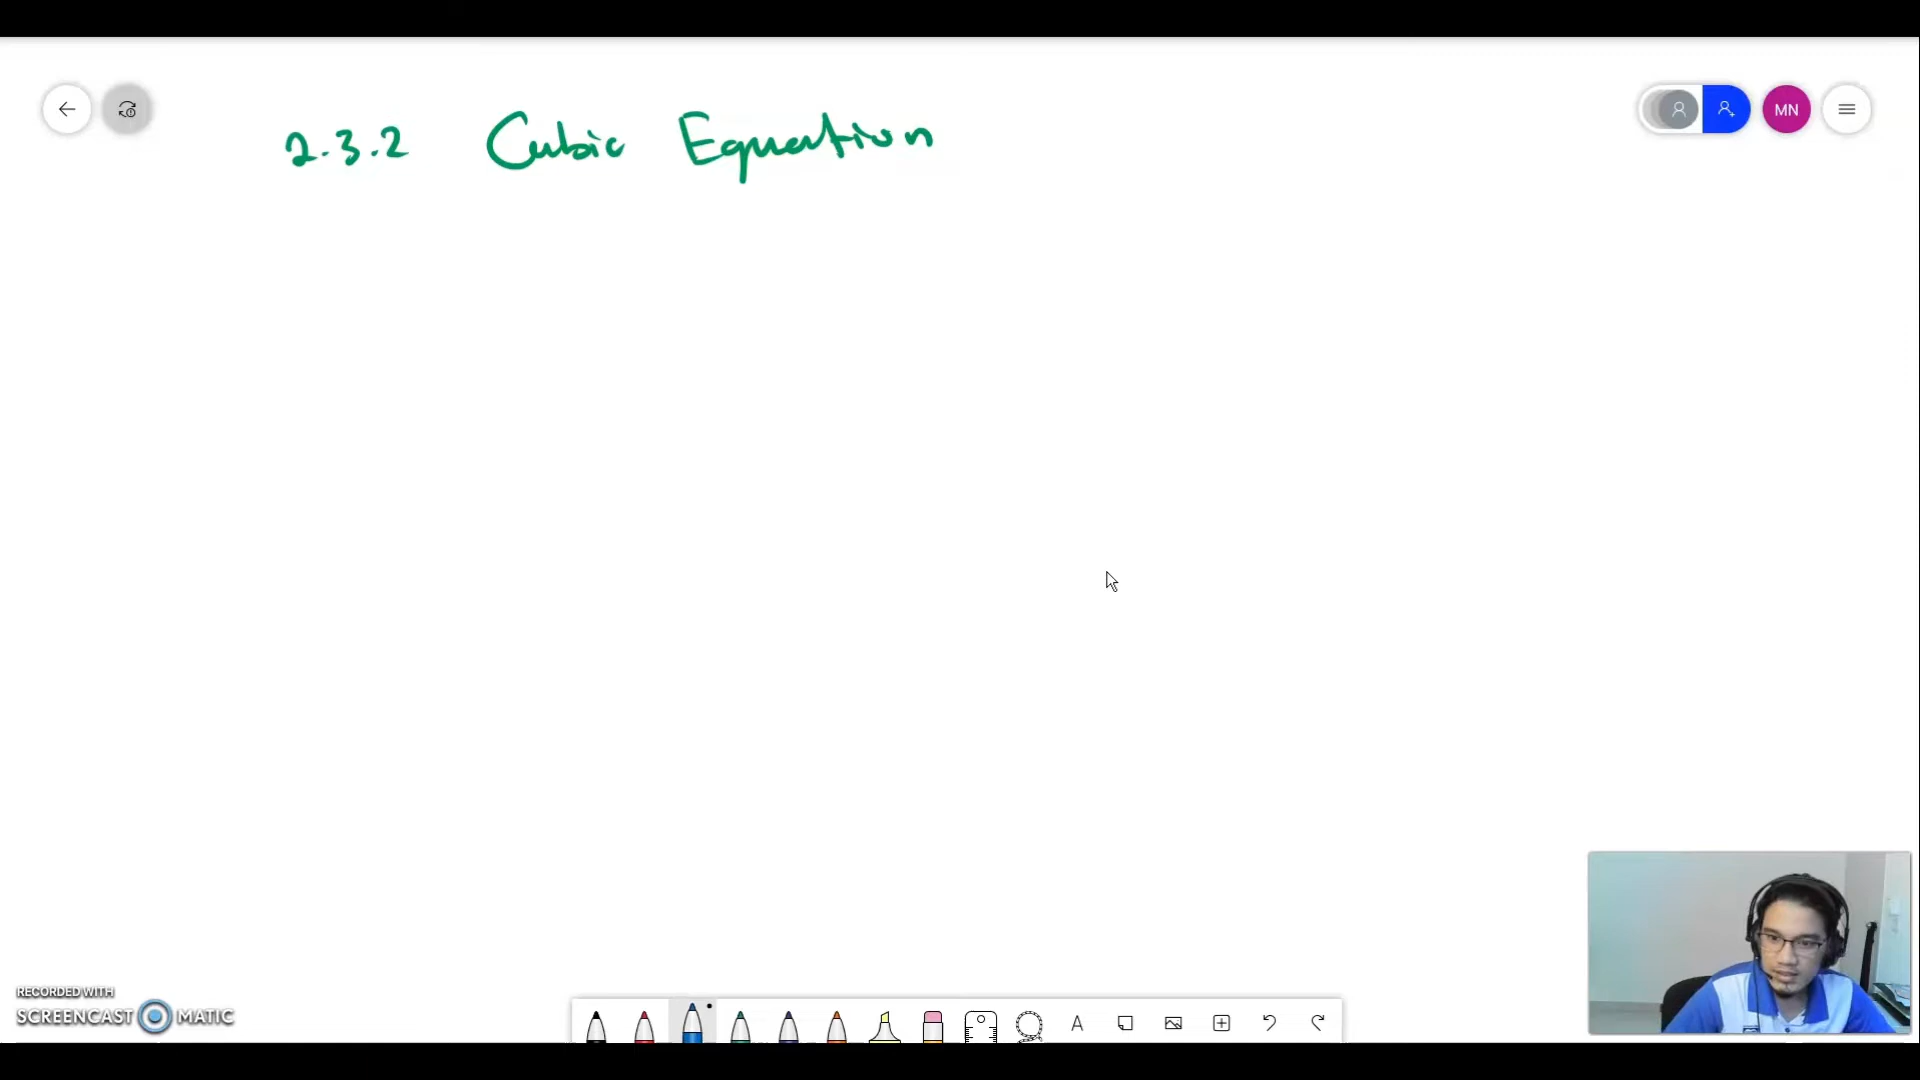 2.3.2 Cubic Equation
MN
RECORDED WITH
SCREENCAST MATIC
A